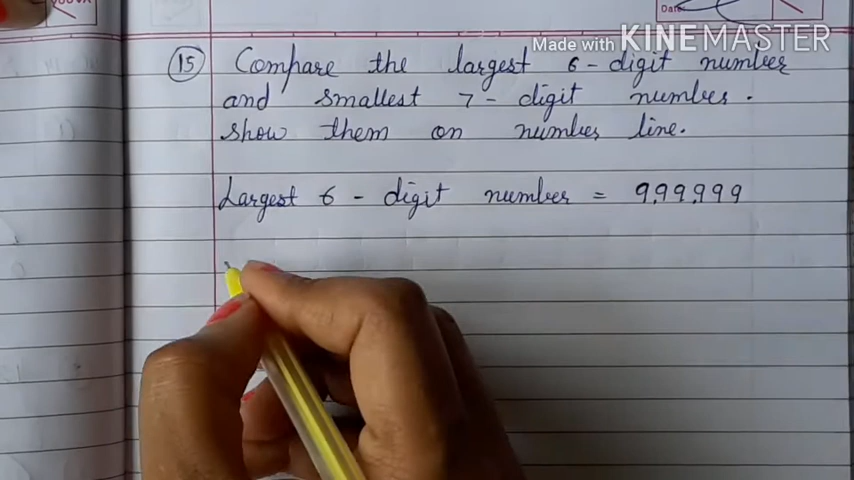 Date
Made with KINEMASTER
15 Compare the largest 6 - digit number
and smallest 7 - digit number.
show them on number line.
Largest 6 - digit number = 9,99,999